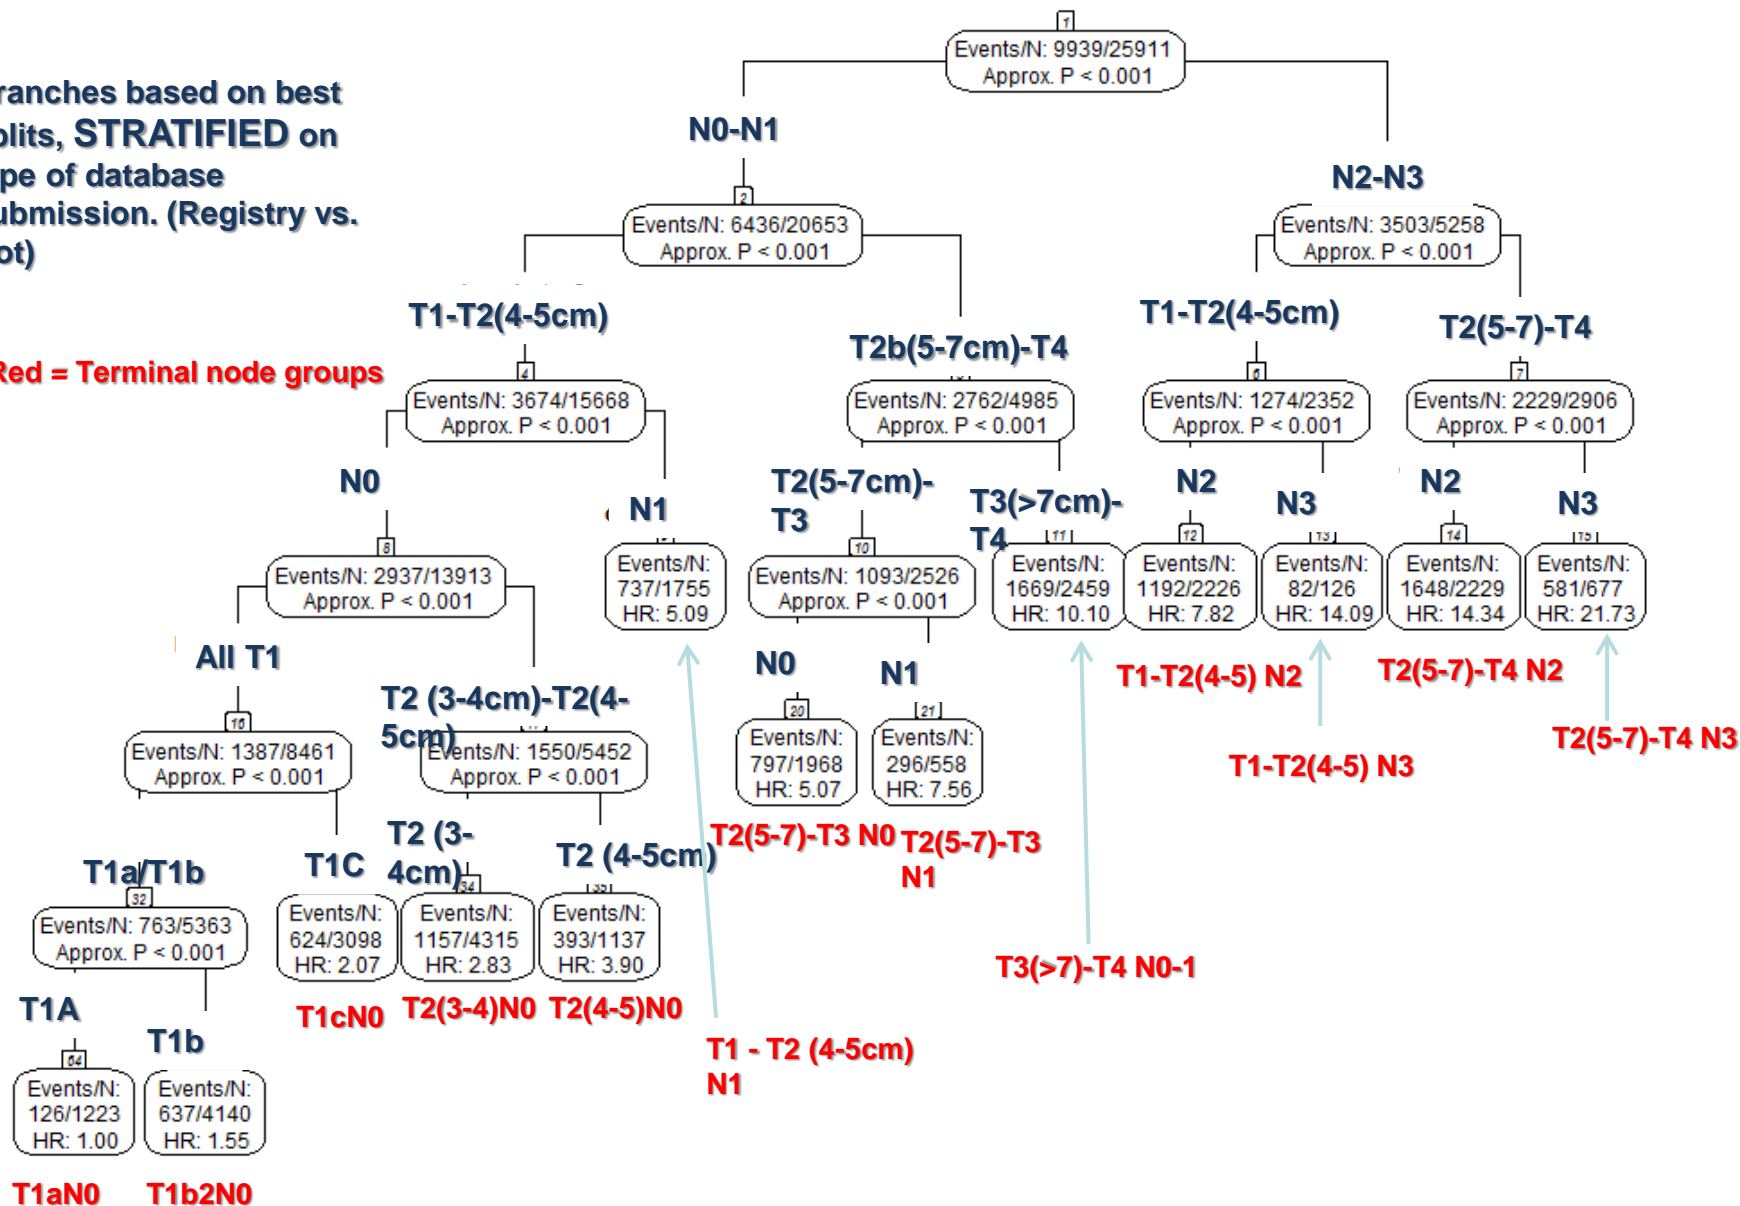 1
Events/N: 9939/25911
Approx. P < 0.001
ranches based on best
plits, STRATIFIED on
pe of database
ubmission. (Registry vs.
ot)
Red = Terminal node groups
N0-N1
N2-N3
2
Events/N: 6436/20653
Approx. P < 0.001
Events/N: 3503/5258
Approx. P < 0.001
T1-T2(4-5cm)
T2b(5-7cm)-T4
T1-T2(4-5cm)
T2(5-7)-T4
4
Events/N: 3674/15668
Approx. P < 0.001
Events/N: 2762/4985
Approx. P < 0.001
6
Events/N: 1274/2352
Approx. P < 0.001
7
Events/N: 2229/2906
Approx. P < 0.001
N0
N1
T2(5-7cm)-
T3
T3(>7cm)-
T4
N2
N3
N2
N3
8
Events/N: 2937/13913
Approx. P < 0.001
Events/N:
737/1755
HR: 5.09
10
Events/N: 1093/2526
Approx. P < 0.001
11
Events/N:
1669/2459
HR: 10.10
12
Events/N:
1192/2226
HR: 7.82
13
Events/N:
82/126
HR: 14.09
14
Events/N:
1648/2229
HR: 14.34
15
Events/N:
581/677
HR: 21.73
All T1
T2 (3-4cm)-T2(4-
5cm)
N0
N1
T1-T2(4-5) N2
T1-T2(4-5) N3
T2(5-7)-T4 N2
T2(5-7)-T4 N3
16
Events/N: 1387/8461
Approx. P < 0.001
Events/N: 1550/5452
Approx. P < 0.001
20
Events/N:
797/1968
HR: 5.07
21
Events/N:
296/558
HR: 7.56
T2(5-7)-T3 N0
T2(5-7)-T3
N1
T1a/T1b
T1C
T2 (3-
4cm)
T2 (4-5cm)
32
Events/N: 763/5363
Approx. P < 0.001
Events/N:
624/3098
HR: 2.07
34
Events/N:
1157/4315
HR: 2.83
35
Events/N:
393/1137
HR: 3.90
T1cN0
T2(3-4)N0
T2(4-5)N0
T3(>7)-T4 N0-1
T1 - T2 (4-5cm)
N1
T1A
T1b
64
Events/N:
126/1223
HR: 1.00
Events/N:
637/4140
HR: 1.55
T1aN0
T1b2N0